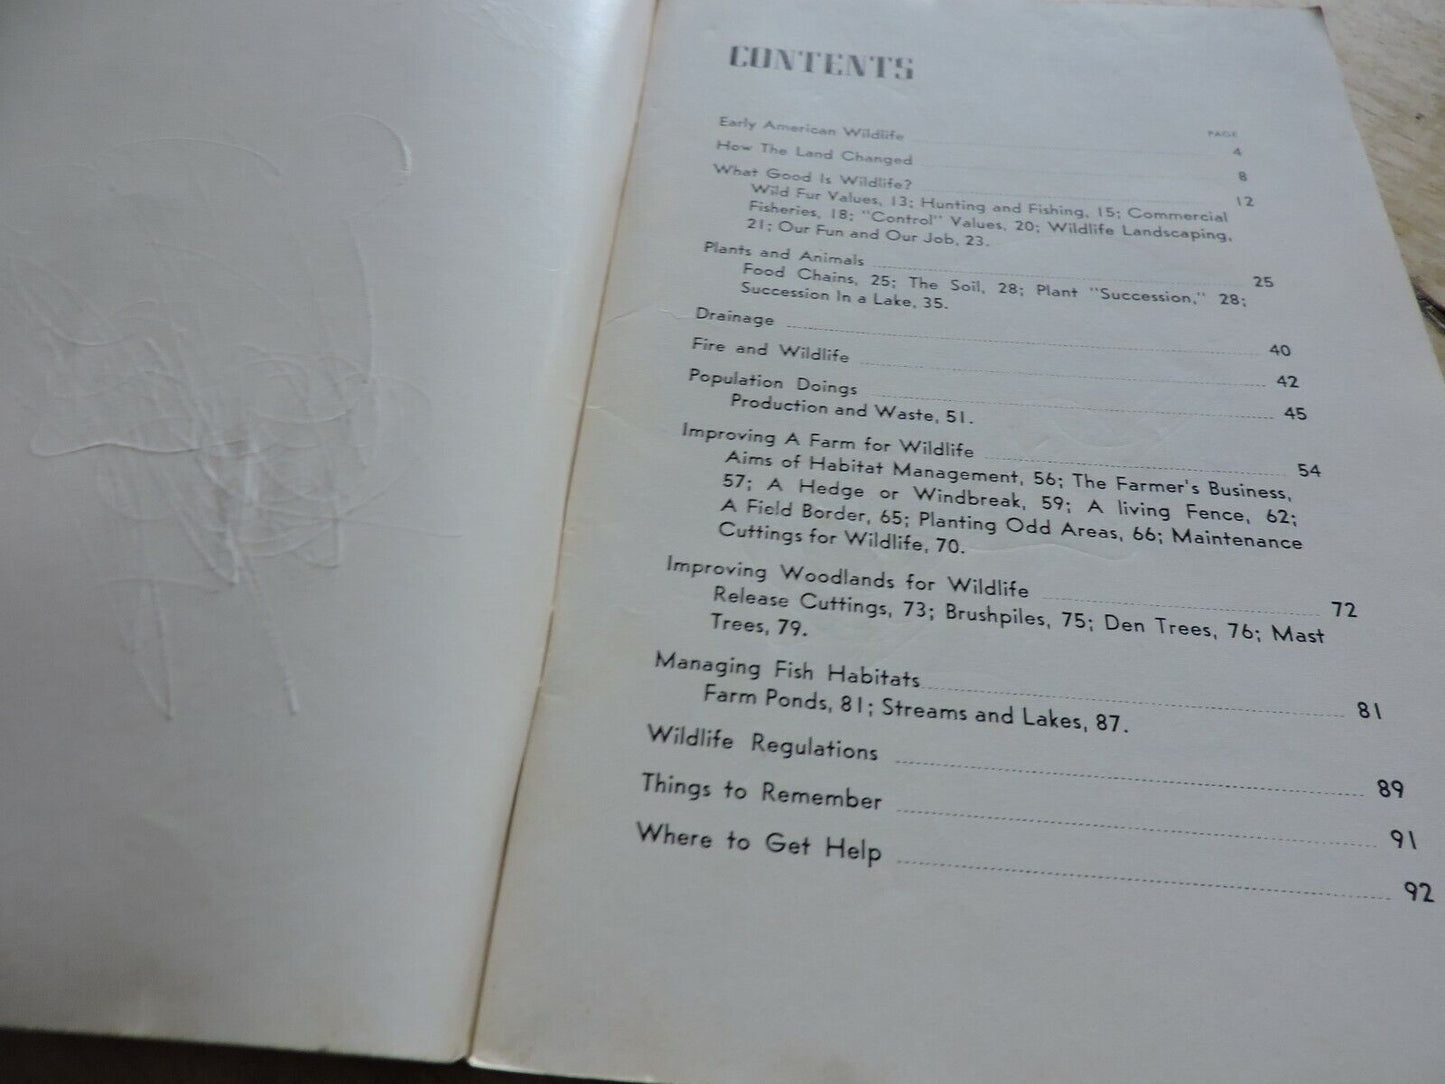 CONTENTS
PAGE
Early American Wildlife 4
How The Land Changed 8
What Good Is Wildlife? 12
Wild Fur Values, 13; Hunting and Fishing, 15; Commercial
Fisheries, 18; "Control" Values, 20; Wildlife Landscaping,
21; Our Fun and Our Job, 23.
Plants and Animals 25
Food Chains, 25; The Soil, 28; Plant "Succession," 28;
Succession In a Lake, 35.
Drainage 40
Fire and Wildlife 42
Population Doings 45
Production and Waste, 51.
Improving A Farm for Wildlife 54
Aims of Habitat Management, 56; The Farmer's Business,
57; A Hedge or Windbreak, 59; A living Fence, 62;
A Field Border, 65; Planting Odd Areas, 66; Maintenance
Cuttings for Wildlife, 70.
Improving Woodlands for Wildlife 72
Release Cuttings, 73; Brushpiles, 75; Den Trees, 76; Mast
Trees, 79.
Managing Fish Habitats 81
Farm Ponds, 81; Streams and Lakes, 87.
Wildlife Regulations 89
Things to Remember 91
Where to Get Help 92